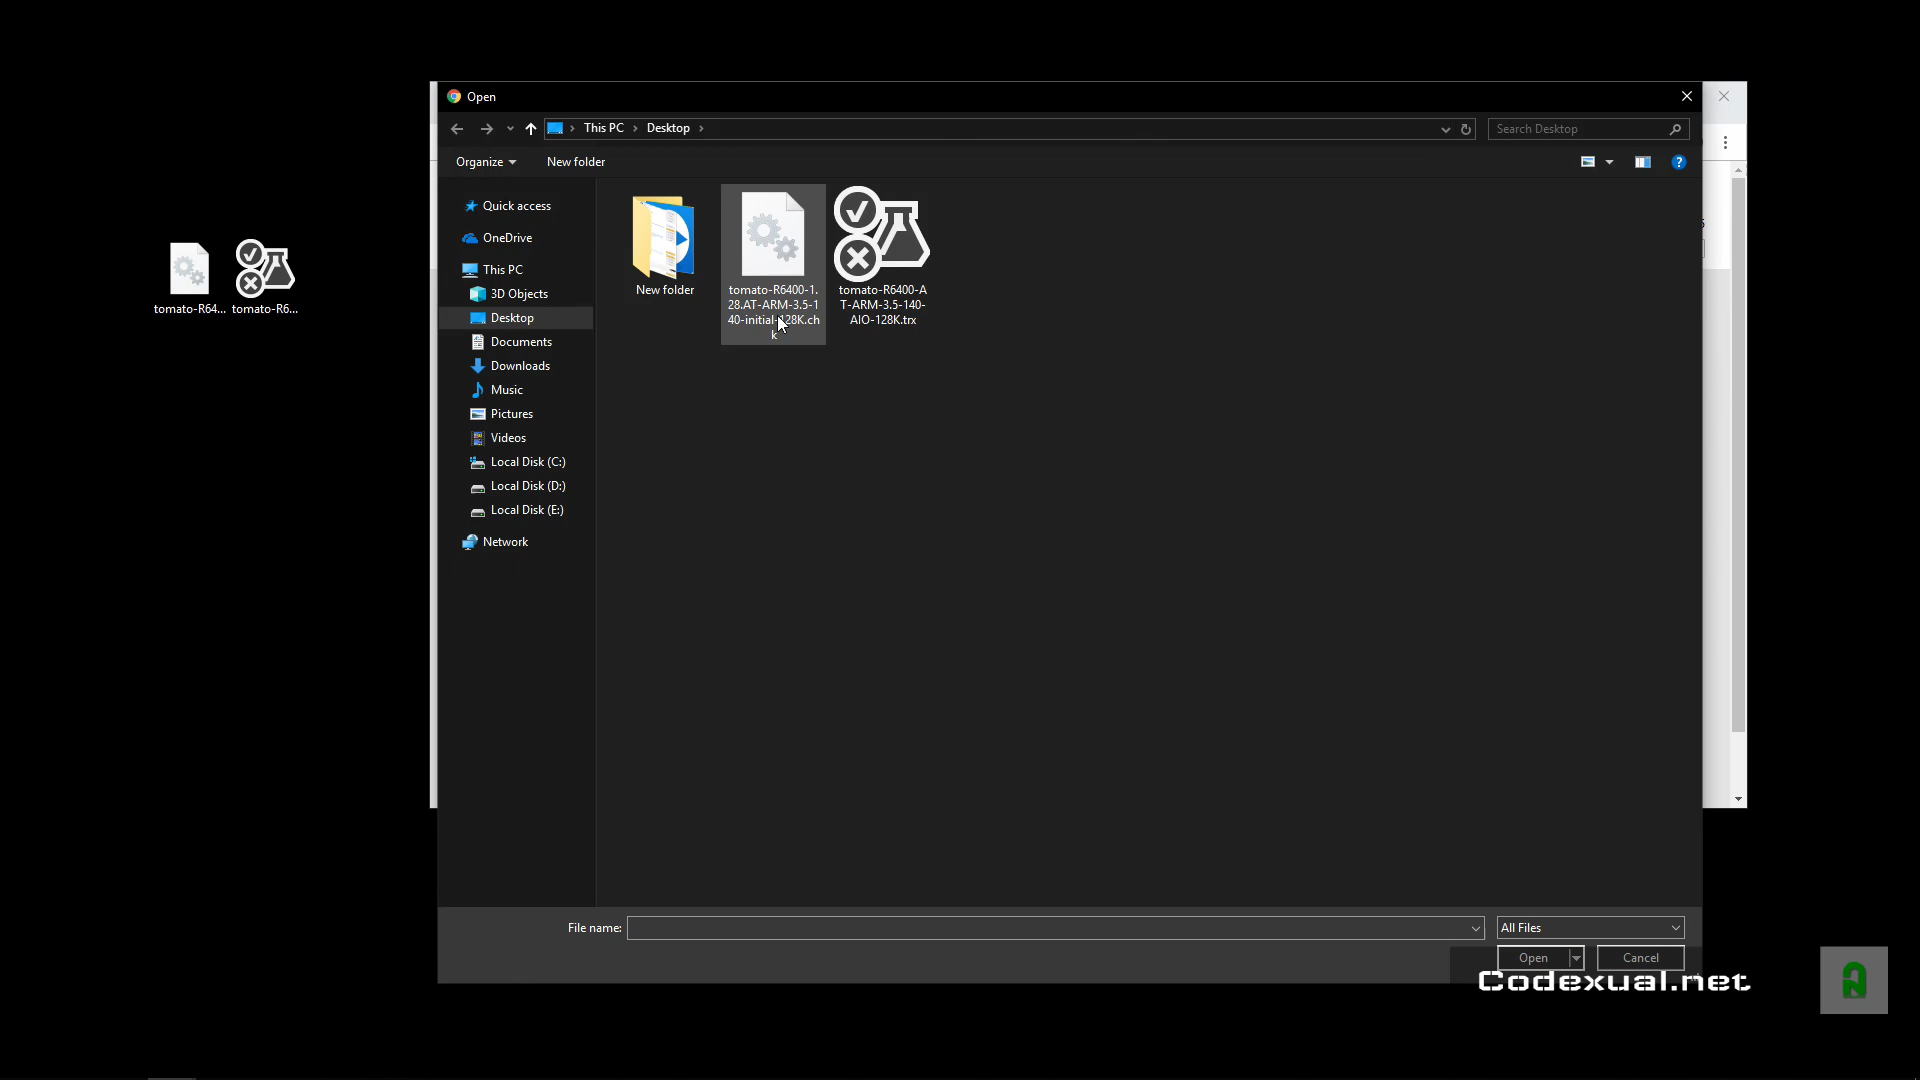 Open
This PC
Desktop
Search Desktop
Organize
New folder
Quick access
OneDrive
This PC
3D Objects
Desktop
Documents
Downloads
Music
Pictures
Videos
Local Disk (C:)
Local Disk (D:)
Local Disk (E:)
Network
New folder
tomato-R6400-1.
28.AT-ARM-3.5-1
40-initial-128K.ch
k
tomato-R6400-A
T-ARM-3.5-140-
AIO-128K.trx
tomato-R64...
tomato-R6...
File name:
All Files
Open
Cancel
Codexual.net